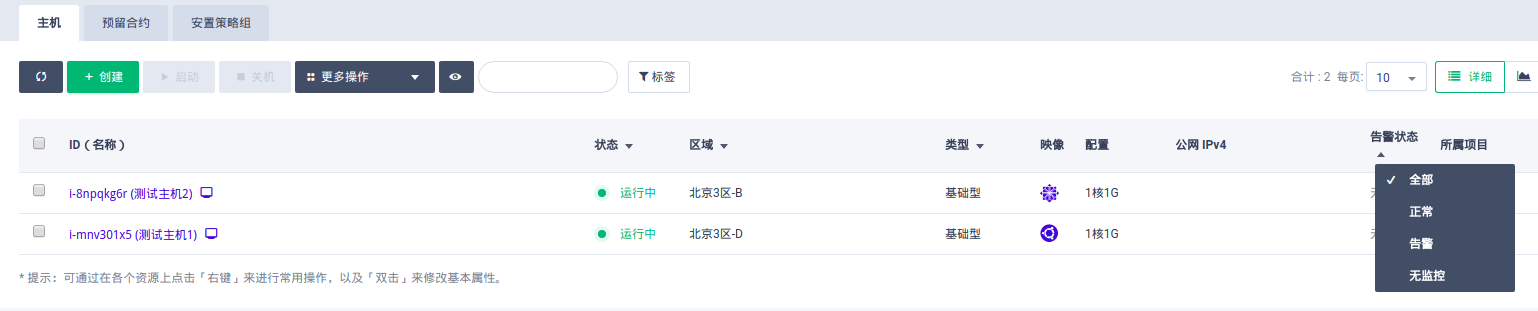 主机 预留合约 安置策略组
+ 创建 启动 关机 更多操作 标签 合计 : 2 每页: 10 详细
ID ( 名称 ) 状态 区域 类型 映像 配置 公网 IPv4 告警状态 所属项目
全部
i-8npqkg6r (测试主机2) 运行中 北京3区-B 基础型 1核1G
正常
i-mnv301x5 (测试主机1) 运行中 北京3区-D 基础型 1核1G
告警
无监控
* 提示：可通过在各个资源上点击「右键」来进行常用操作，以及「双击」来修改基本属性。